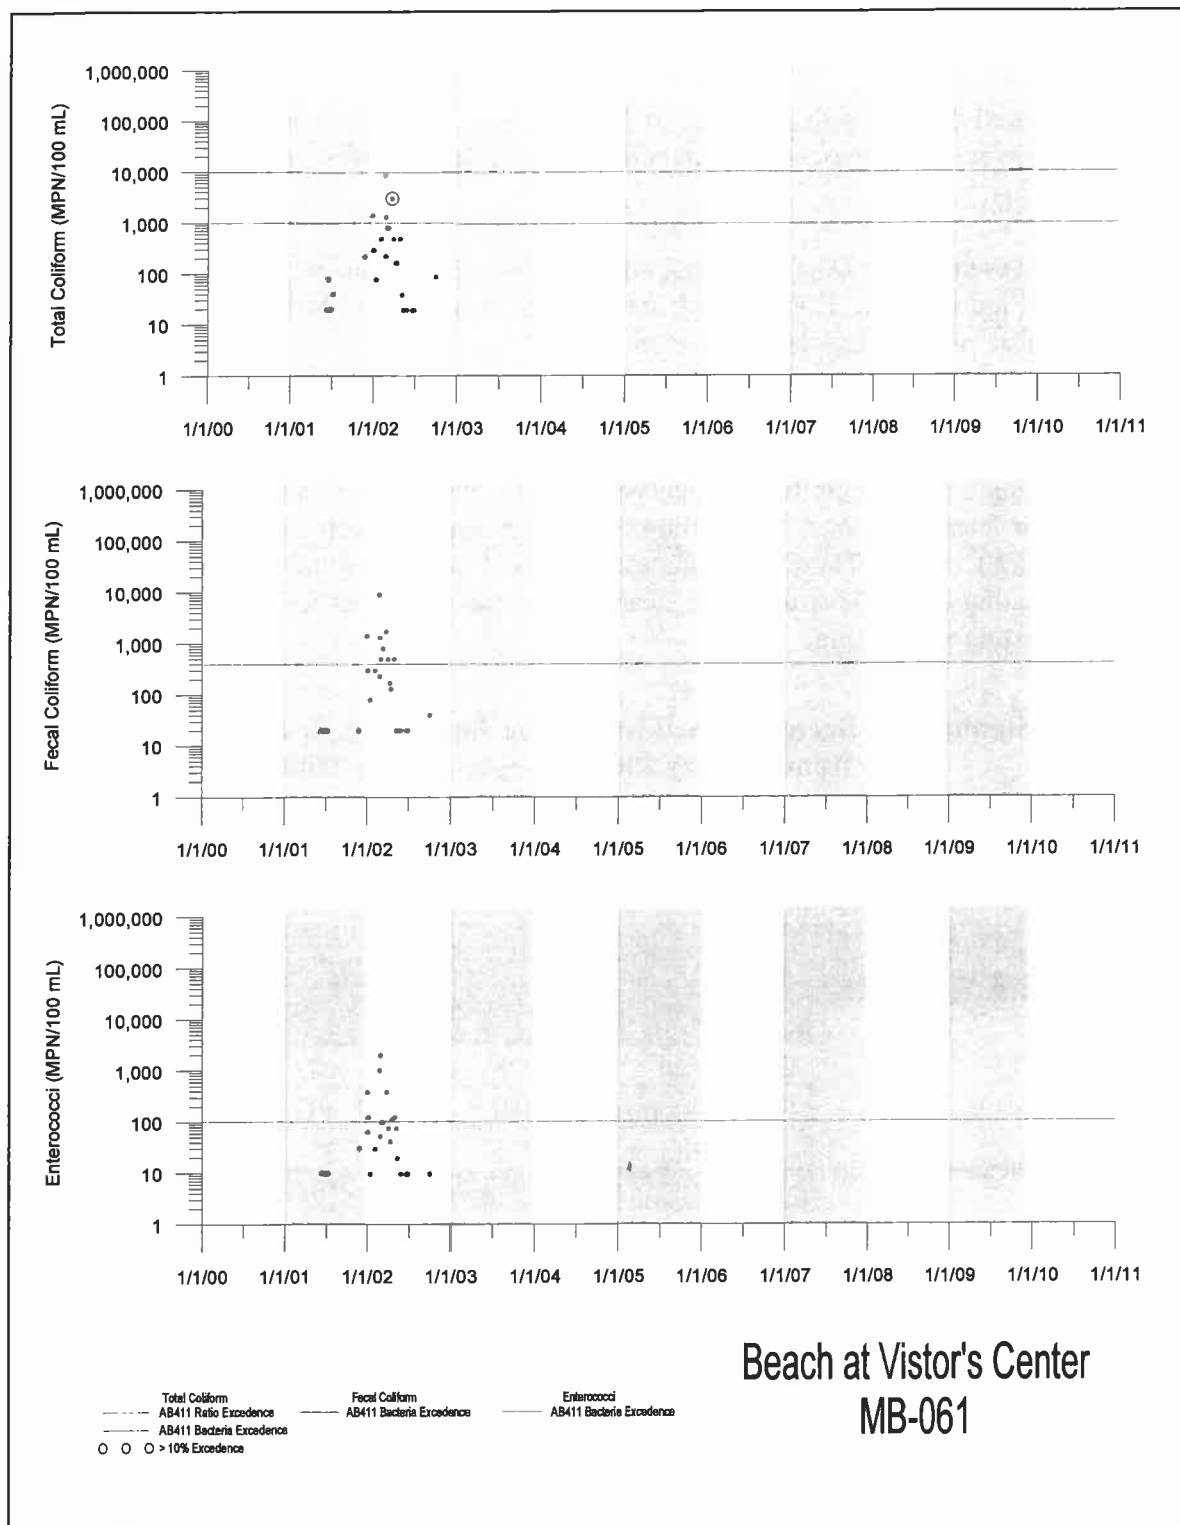 1,000,000
100,000
10,000
1,000
100
10
1
Total Coliform (MPN/100 mL)
1/1/00 1/1/01 1/1/02 1/1/03 1/1/04 1/1/05 1/1/06 1/1/07 1/1/08 1/1/09 1/1/10 1/1/11
1,000,000
100,000
10,000
1,000
100
10
1
Fecal Coliform (MPN/100 mL)
1/1/00 1/1/01 1/1/02 1/1/03 1/1/04 1/1/05 1/1/06 1/1/07 1/1/08 1/1/09 1/1/10 1/1/11
1,000,000
100,000
10,000
1,000
100
10
1
Enterococci (MPN/100 mL)
1/1/00 1/1/01 1/1/02 1/1/03 1/1/04 1/1/05 1/1/06 1/1/07 1/1/08 1/1/09 1/1/10 1/1/11
Beach at Vistor's Center
MB-061
Total Coliform Fecal Coliform Enterococci
AB411 Ratio Excedence AB411 Bacteria Excedence AB411 Bacteria Excedence
AB411 Bacteria Excedence
> 10% Excedence